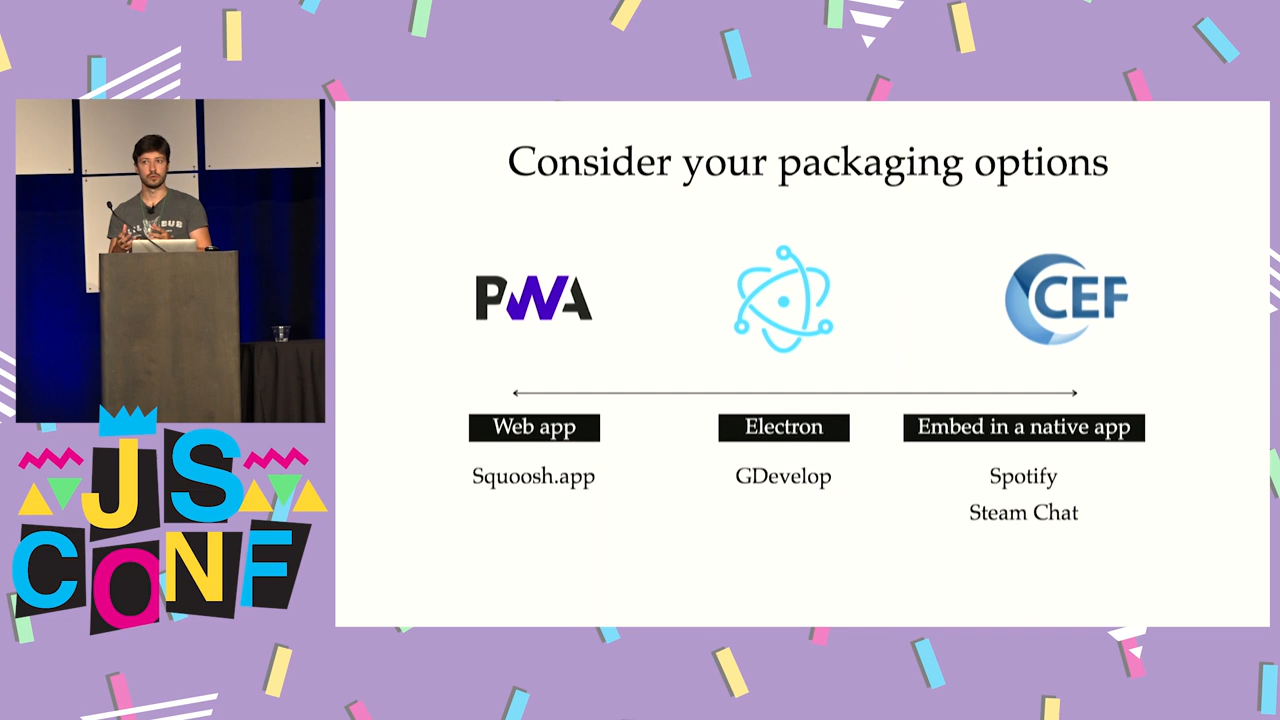 Consider your packaging options
PWA
CEF
Web app
Electron
Embed in a native app
Squoosh.app
GDevelop
Spotify
Steam Chat
JS
CONF